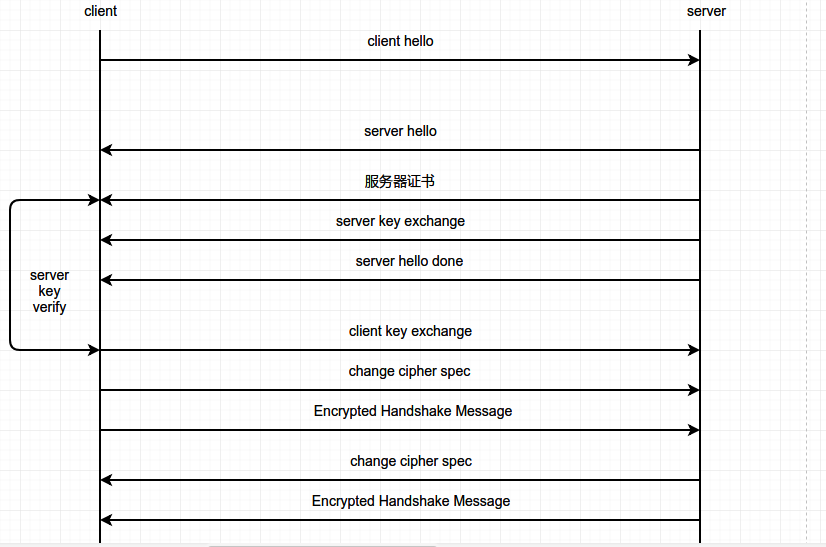 client
server
client hello
server hello
服务器证书
server key exchange
server hello done
server
key
verify
client key exchange
change cipher spec
Encrypted Handshake Message
change cipher spec
Encrypted Handshake Message